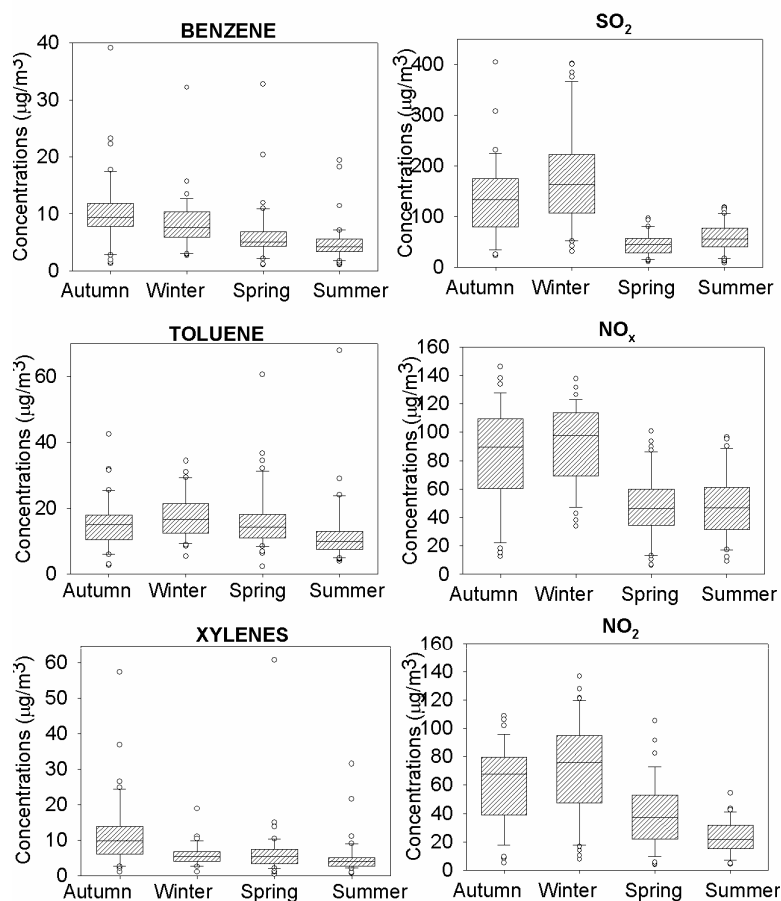 BENZENE
Concentrations (µg/m3)
40
30
20
10
0
Autumn Winter Spring Summer
SO2
Concentrations (µg/m3)
400
300
200
100
0
Autumn Winter Spring Summer
TOLUENE
Concentrations (µg/m3)
60
40
20
0
Autumn Winter Spring Summer
NOx
Concentrations (µg/m3)
160
140
120
100
80
60
40
20
0
Autumn Winter Spring Summer
XYLENES
Concentrations (µg/m3)
60
50
40
30
20
10
0
Autumn Winter Spring Summer
NO2
Concentrations (µg/m3)
160
140
120
100
80
60
40
20
0
Autumn Winter Spring Summer